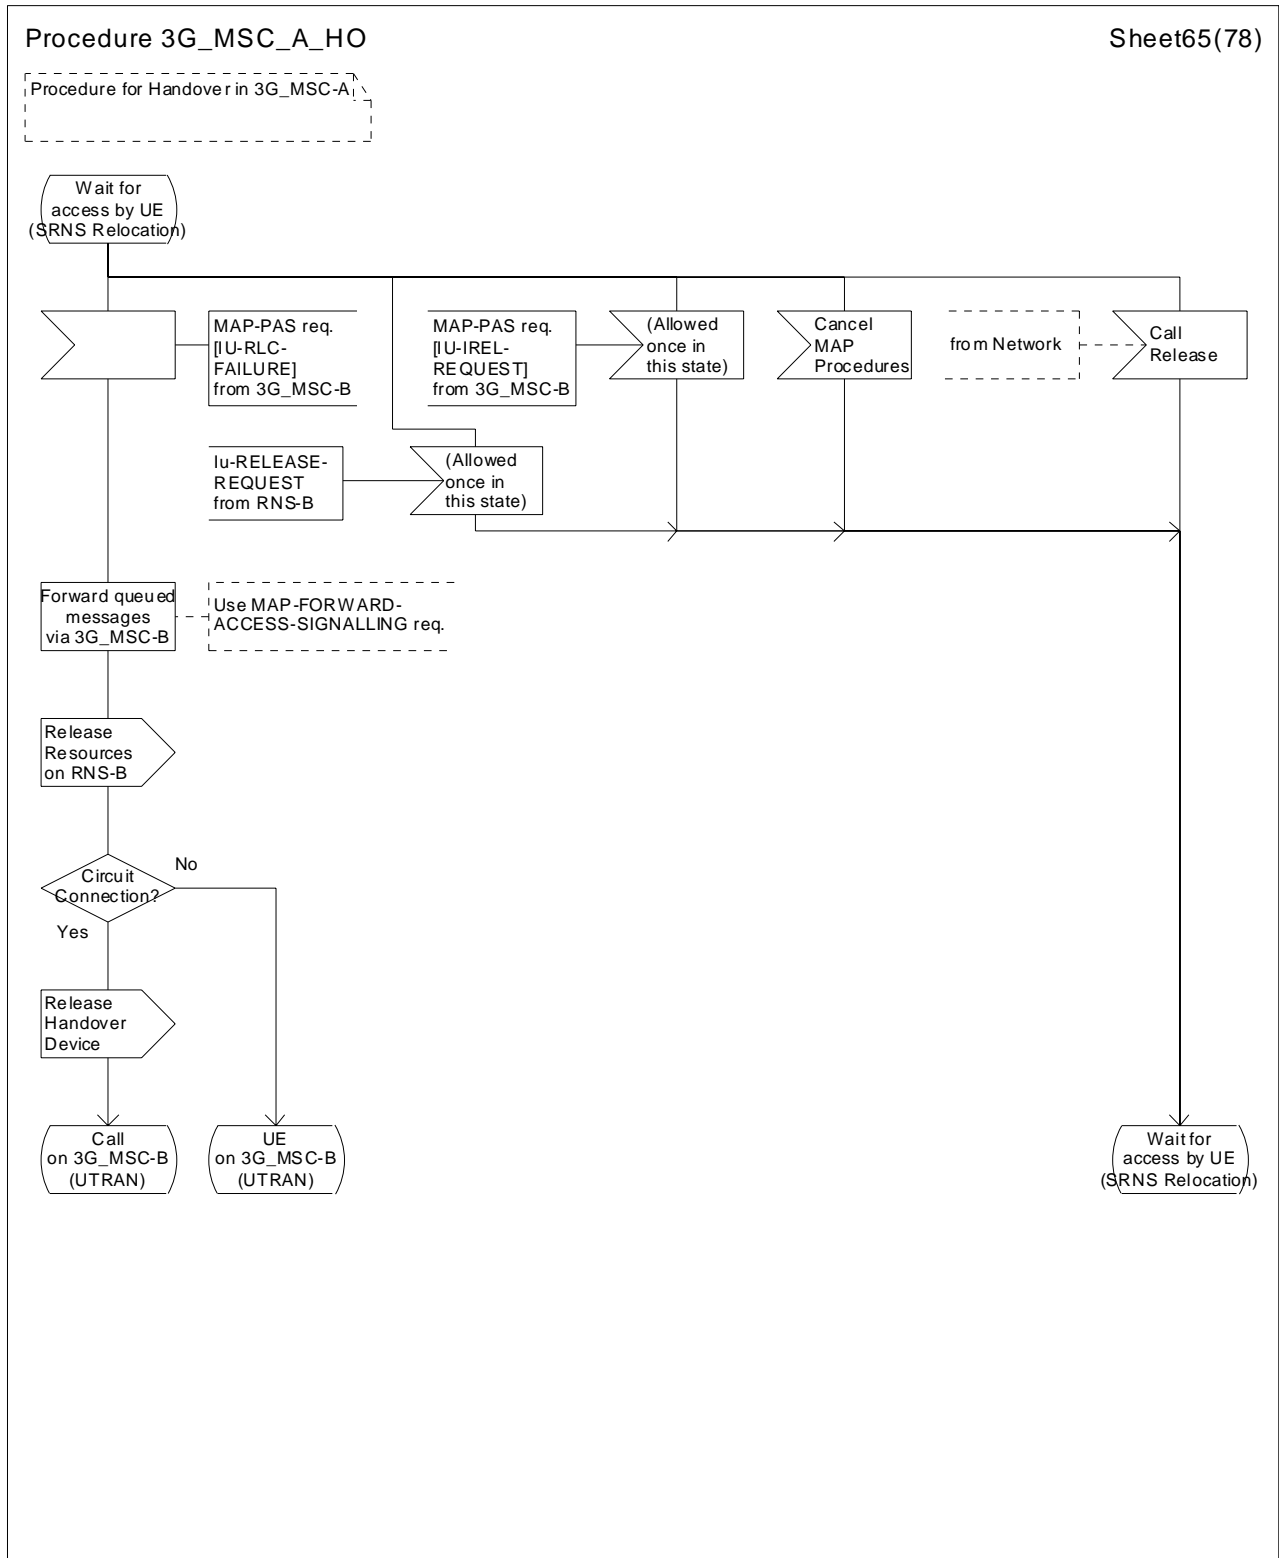 Procedure 3G_MSC_A_HO
Sheet65(78)
Procedure for Handover in 3G_MSC-A
Wait for
access by UE
(SRNS Relocation)
MAP-PAS req.
[IU-RLC-
FAILURE]
from 3G_MSC-B
MAP-PAS req.
[IU-IREL-
REQUEST]
from 3G_MSC-B
(Allowed
once in
this state)
Cancel
MAP
Procedures
from Network
Call
Release
Iu-RELEASE-
REQUEST
from RNS-B
(Allowed
once in
this state)
Forward queued
messages
via 3G_MSC-B
Use MAP-FORWARD-
ACCESS-SIGNALLING req.
Release
Resources
on RNS-B
Circuit
Connection?
No
Yes
Release
Handover
Device
Call
on 3G_MSC-B
(UTRAN)
UE
on 3G_MSC-B
(UTRAN)
Wait for
access by UE
(SRNS Relocation)